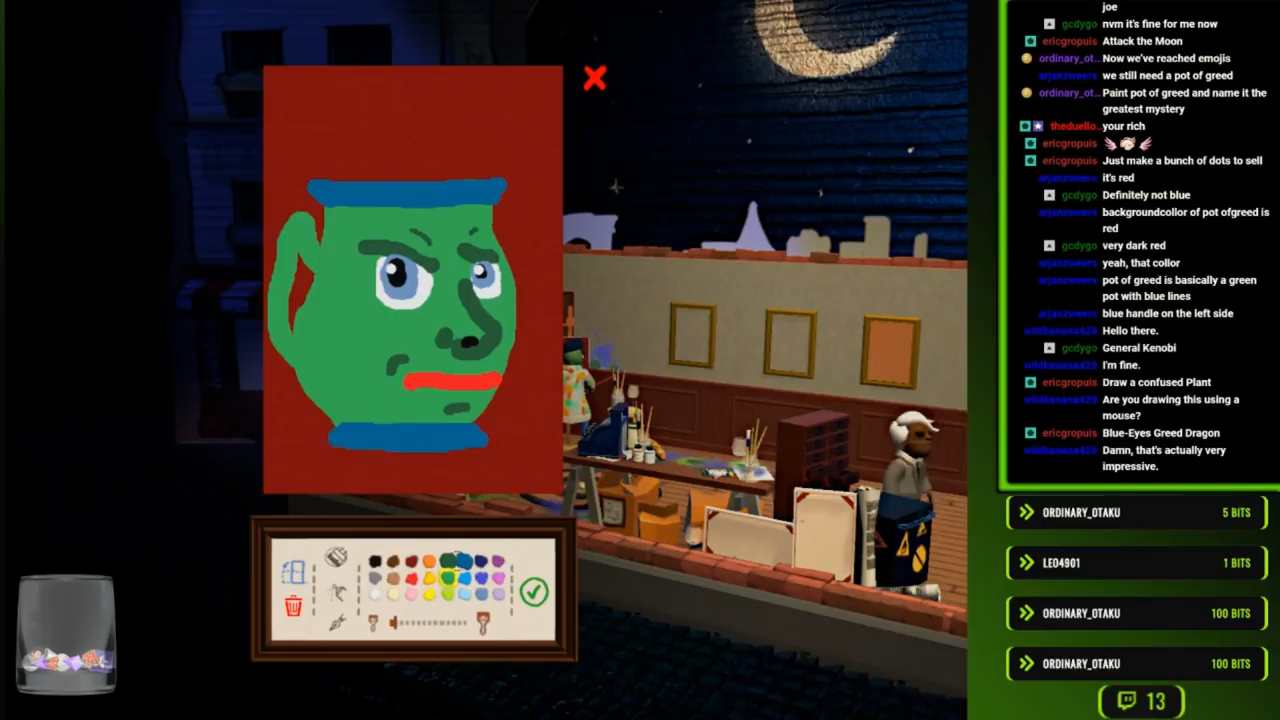 joe
gcdygo nvm it's fine for me now
ericgropuis Attack the Moon
ordinary_ot... Now we've reached emojis
arjanzweers we still need a pot of greed
ordinary_ot... Paint pot of greed and name it the
greatest mystery
theduello... your rich
ericgropuis
ericgropuis Just make a bunch of dots to sell
arjanzweers it's red
gcdygo Definitely not blue
arjanzweers backgroundcollor of pot ofgreed is
red
gcdygo very dark red
arjanzweers yeah, that collor
arjanzweers pot of greed is basically a green
pot with blue lines
arjanzweers blue handle on the left side
wildbanana420 Hello there.
gcdygo General Kenobi
wildbanana420 I'm fine.
ericgropuis Draw a confused Plant
wildbanana420 Are you drawing this using a
mouse?
ericgropuis Blue-Eyes Greed Dragon
wildbanana420 Damn, that's actually very
impressive.
ORDINARY_OTAKU 5 BITS
LEO4901 1 BITS
ORDINARY_OTAKU 100 BITS
ORDINARY_OTAKU 100 BITS
13